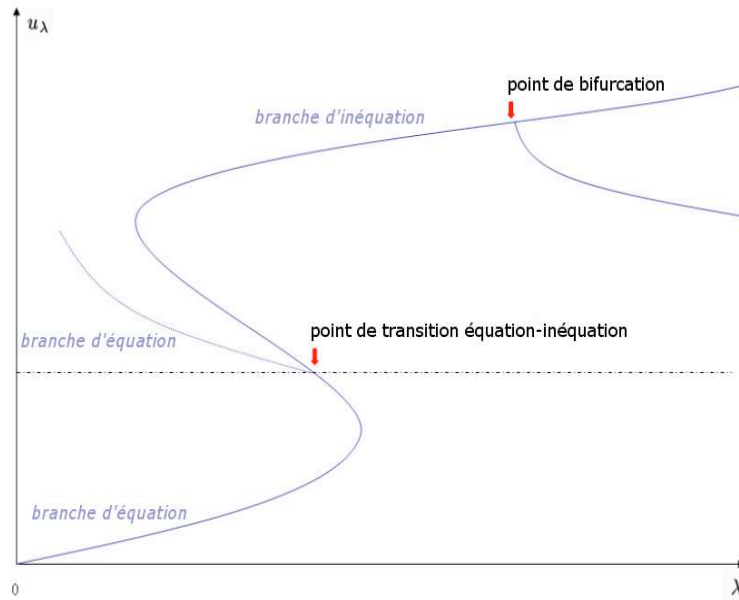 u_λ
point de bifurcation
branche d'inéquation
point de transition équation-inéquation
branche d'équation
branche d'équation
0
λ